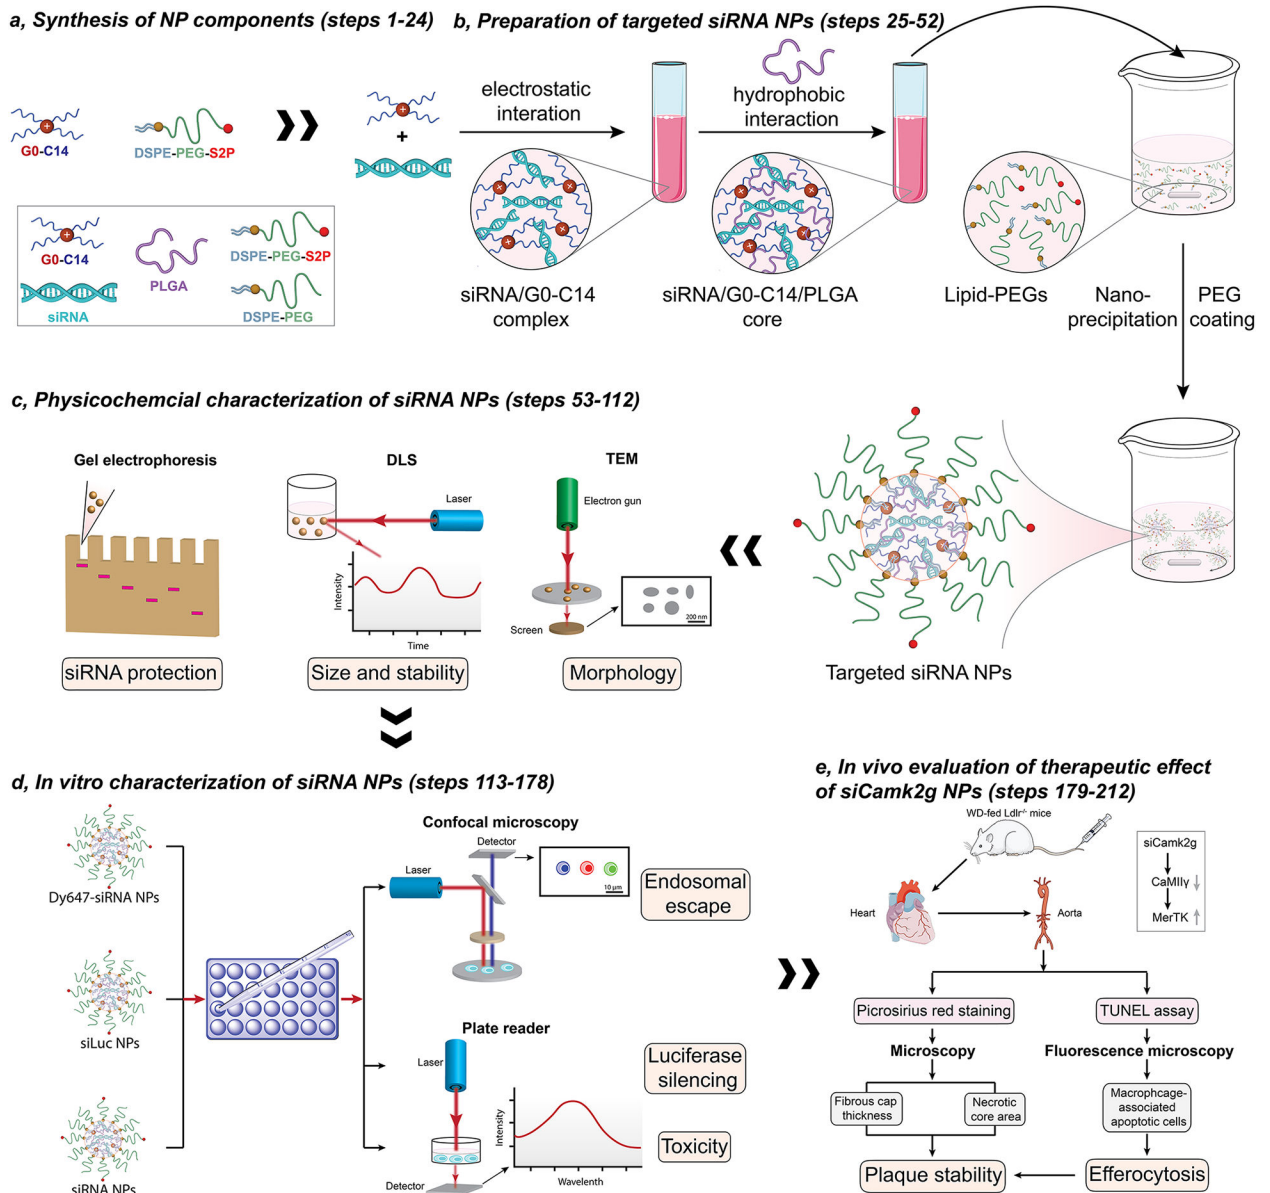 a, Synthesis of NP components (steps 1-24)
b, Preparation of targeted siRNA NPs (steps 25-52)
G0-C14
DSPE-PEG-S2P
G0-C14
PLGA
DSPE-PEG-S2P
siRNA
DSPE-PEG
+
electrostatic
interation
hydrophobic
interaction
siRNA/G0-C14
complex
siRNA/G0-C14/PLGA
core
Lipid-PEGs
Nano-
precipitation
PEG
coating
c, Physicochemcial characterization of siRNA NPs (steps 53-112)
Gel electrophoresis
DLS
TEM
Laser
Electron gun
Intensity
Time
Screen
200 nm
siRNA protection
Size and stability
Morphology
Targeted siRNA NPs
d, In vitro characterization of siRNA NPs (steps 113-178)
Dy647-siRNA NPs
siLuc NPs
siRNA NPs
Confocal microscopy
Detector
Laser
10 µm
Endosomal
escape
Plate reader
Laser
Intensity
Wavelenth
Detector
Luciferase
silencing
Toxicity
e, In vivo evaluation of therapeutic effect
of siCamk2g NPs (steps 179-212)
WD-fed Ldlr-/- mice
Heart
Aorta
siCamk2g
CaMIIγ
MerTK
Picrosirius red staining
TUNEL assay
Microscopy
Fluorescence microscopy
Fibrous cap
thickness
Necrotic
core area
Macrophcage-
associated
apoptotic cells
Plaque stability
Efferocytosis